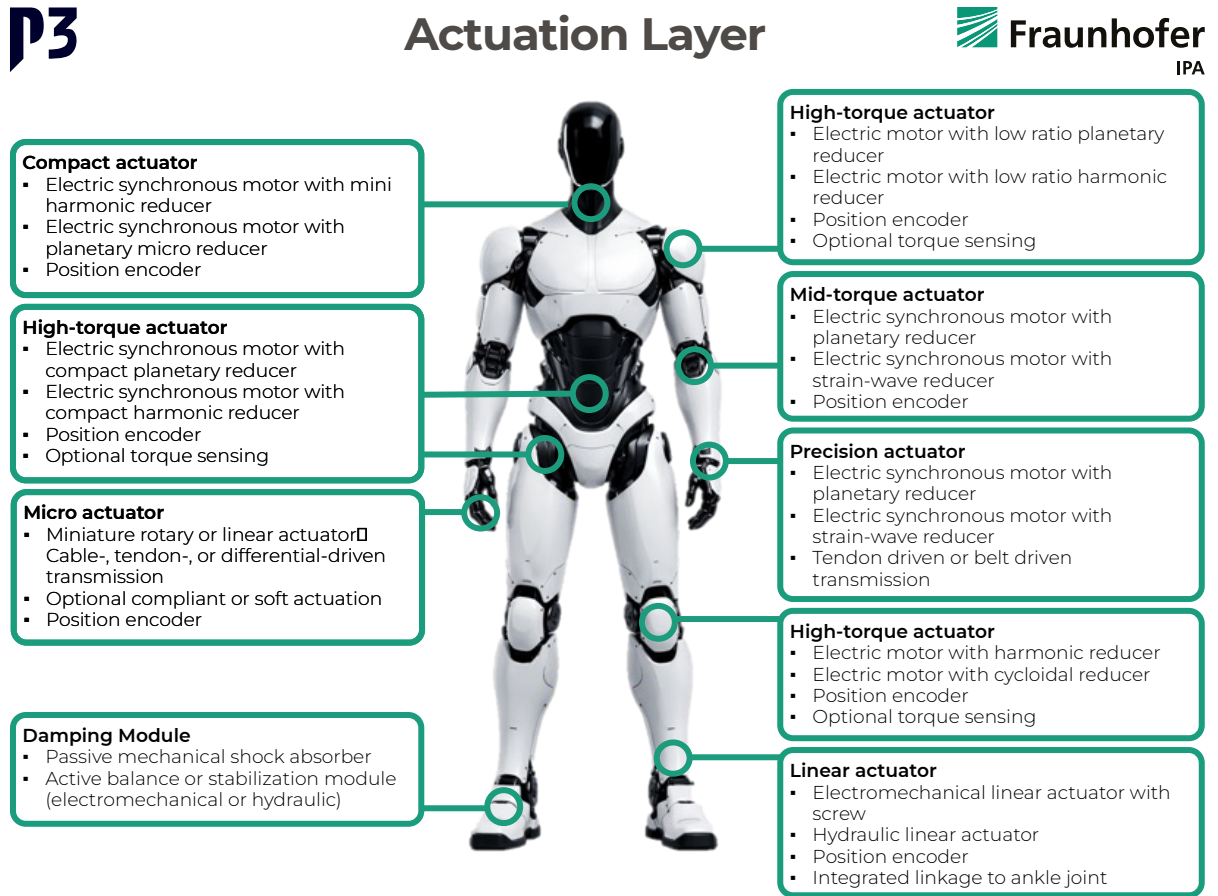 P3
Actuation Layer
Fraunhofer
IPA
Compact actuator
▪ Electric synchronous motor with mini
harmonic reducer
▪ Electric synchronous motor with
planetary micro reducer
▪ Position encoder
High-torque actuator
▪ Electric synchronous motor with
compact planetary reducer
▪ Electric synchronous motor with
compact harmonic reducer
▪ Position encoder
▪ Optional torque sensing
Micro actuator
▪ Miniature rotary or linear actuator▯
Cable-, tendon-, or differential-driven
transmission
▪ Optional compliant or soft actuation
▪ Position encoder
Damping Module
▪ Passive mechanical shock absorber
▪ Active balance or stabilization module
(electromechanical or hydraulic)
High-torque actuator
▪ Electric motor with low ratio planetary
reducer
▪ Electric motor with low ratio harmonic
reducer
▪ Position encoder
▪ Optional torque sensing
Mid-torque actuator
▪ Electric synchronous motor with
planetary reducer
▪ Electric synchronous motor with
strain-wave reducer
▪ Position encoder
Precision actuator
▪ Electric synchronous motor with
planetary reducer
▪ Electric synchronous motor with
strain-wave reducer
▪ Tendon driven or belt driven
transmission
High-torque actuator
▪ Electric motor with harmonic reducer
▪ Electric motor with cycloidal reducer
▪ Position encoder
▪ Optional torque sensing
Linear actuator
▪ Electromechanical linear actuator with
screw
▪ Hydraulic linear actuator
▪ Position encoder
▪ Integrated linkage to ankle joint